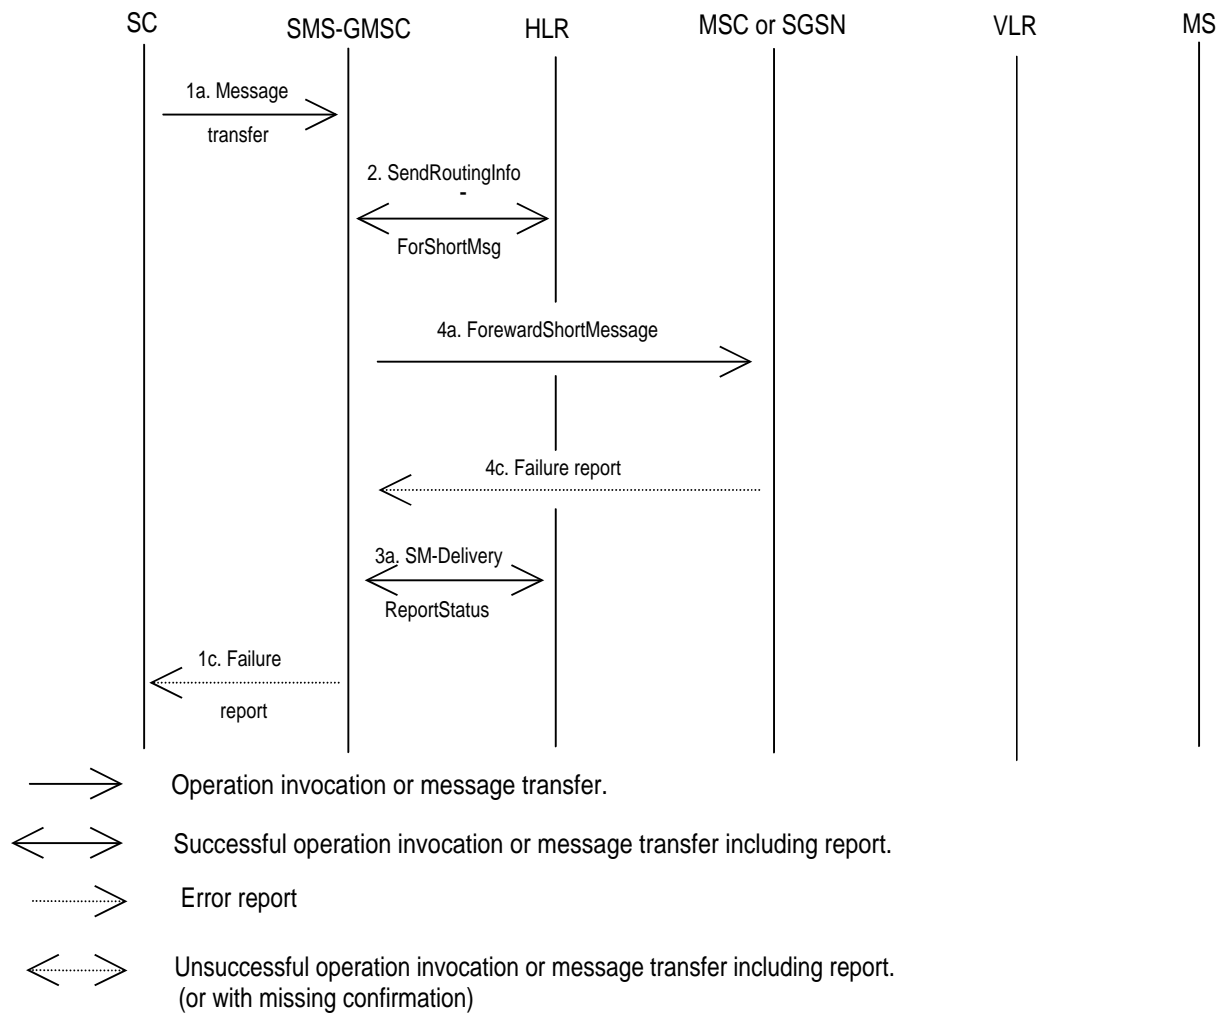 SC SMS-GMSC HLR MSC or SGSN VLR MS
1a. Message
transfer
2. SendRoutingInfo
-
ForShortMsg
4a. ForewardShortMessage
4c. Failure report
3a. SM-Delivery
ReportStatus
1c. Failure
report
Operation invocation or message transfer.
Successful operation invocation or message transfer including report.
Error report
Unsuccessful operation invocation or message transfer including report.
(or with missing confirmation)